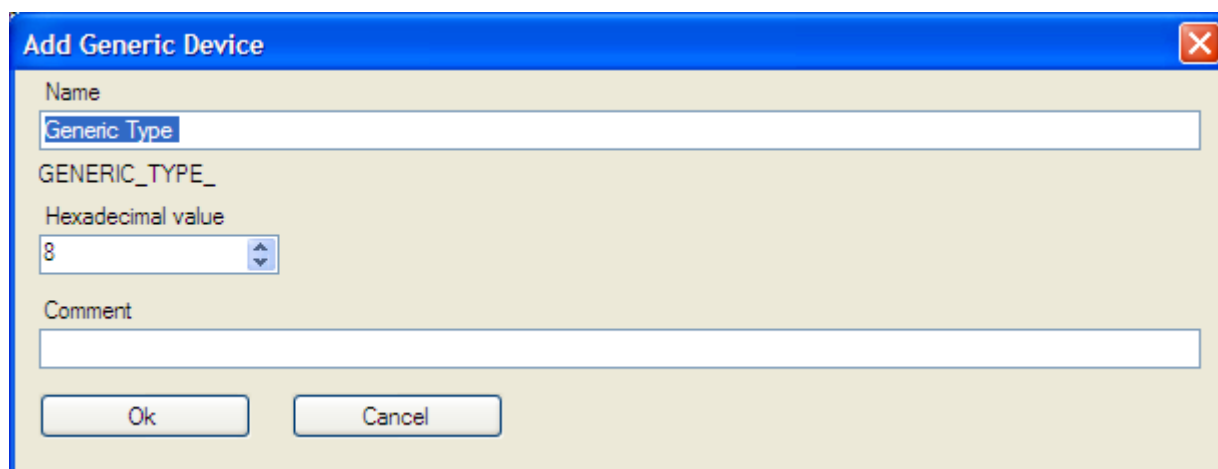 Add Generic Device
Name
Generic Type
GENERIC_TYPE_
Hexadecimal value
8
Comment
Ok Cancel